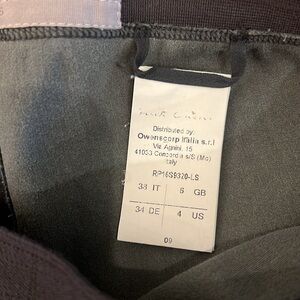 Distributed by:
Owenscorp Italia s.r.l
Via Agnini, 15
41033 Concordia s/S (Mo)
Italy
RP16S9320-LS
38 IT 6 GB
34 DE 4 US
09